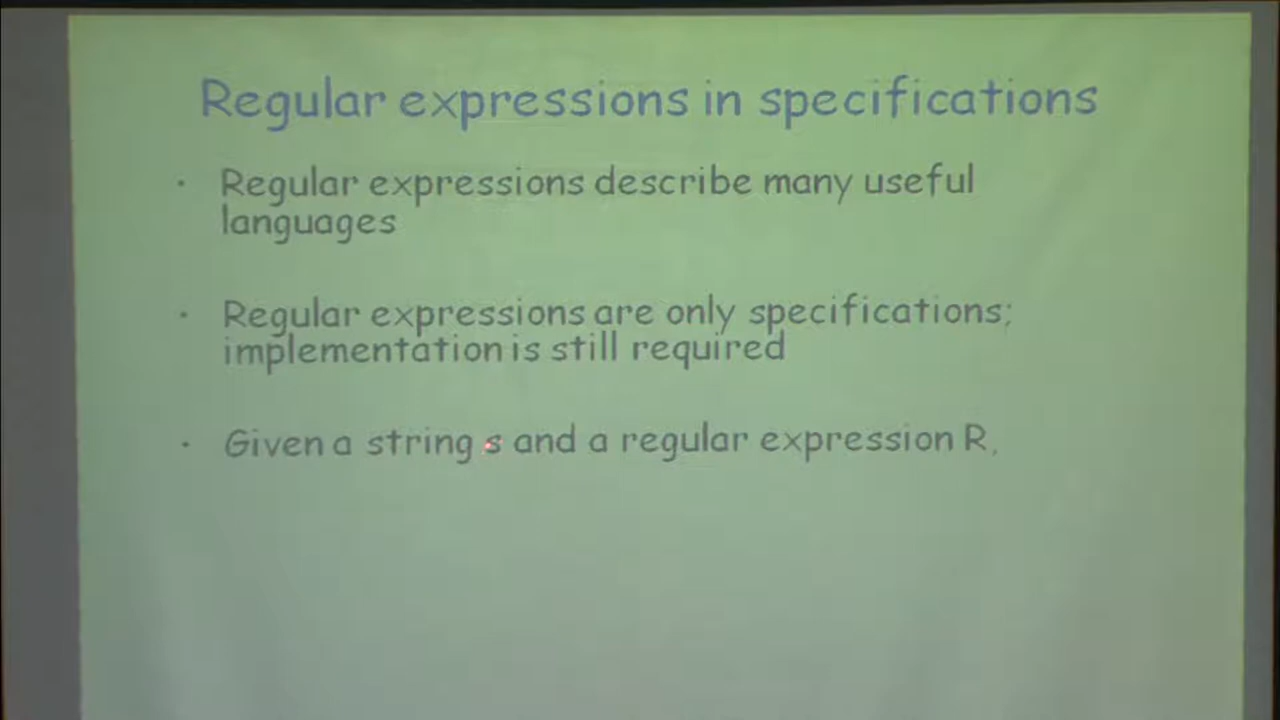 Regular expressions in specifications
• Regular expressions describe many useful
languages
• Regular expressions are only specifications;
implementation is still required
• Given a string s and a regular expression R,